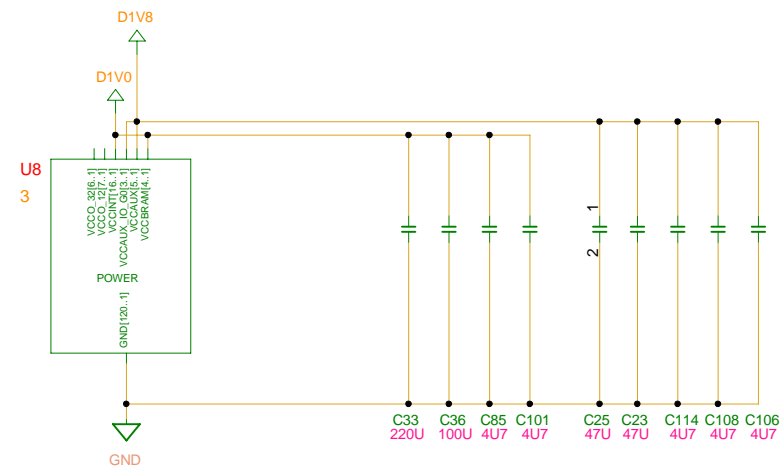 D1V8
D1V0
U8
3
VCCO_32[6..1]
VCCO_12[7..1]
VCCINT[16..1]
VCCAUX_IO_G0[3..1]
VCCAUX[5..1]
VCCBRAM[4..1]
POWER
GND[120..1]
1
2
C33 C36 C85 C101 C25 C23 C114 C108 C106
220U 100U 4U7 4U7 47U 47U 4U7 4U7 4U7
GND